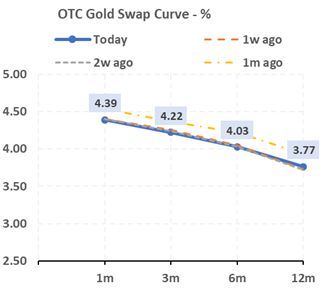 OTC Gold Swap Curve - %
Today
1w ago
2w ago
1m ago
5.00
4.50
4.00
3.50
3.00
2.50
4.39
4.22
4.03
3.77
1m
3m
6m
12m